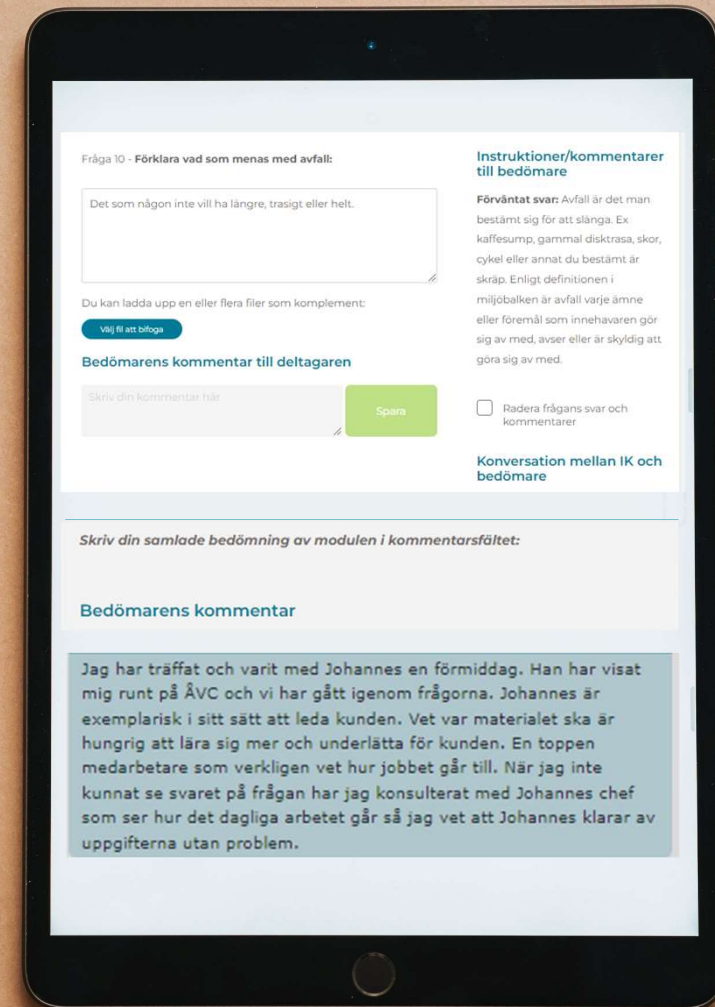 Fråga 10 - Förklara vad som menas med avfall:
Det som någon inte vill ha längre, trasigt eller helt.
Du kan ladda upp en eller flera filer som komplement:
Välj fil att bifoga
Bedömarens kommentar till deltagaren
Skriv din kommentar här
Spara
Instruktioner/kommentarer
till bedömare
Förväntat svar: Avfall är det man
bestämt sig för att slänga. Ex
kaffesump, gammal disktrasa, skor,
cykel eller annat du bestämt är
skräp. Enligt definitionen i
miljöbalken är avfall varje ämne
eller föremål som innehavaren gör
sig av med, avser eller är skyldig att
göra sig av med.
Radera frågans svar och
kommentarer
Konversation mellan IK och
bedömare
Skriv din samlade bedömning av modulen i kommentarsfältet:
Bedömarens kommentar
Jag har träffat och varit med Johannes en förmiddag. Han har visat
mig runt på ÅVC och vi har gått igenom frågorna. Johannes är
exemplarisk i sitt sätt att leda kunden. Vet var materialet ska är
hungrig att lära sig mer och underlätta för kunden. En toppen
medarbetare som verkligen vet hur jobbet går till. När jag inte
kunnat se svaret på frågan har jag konsulterat med Johannes chef
som ser hur det dagliga arbetet går så jag vet att Johannes klarar av
uppgifterna utan problem.